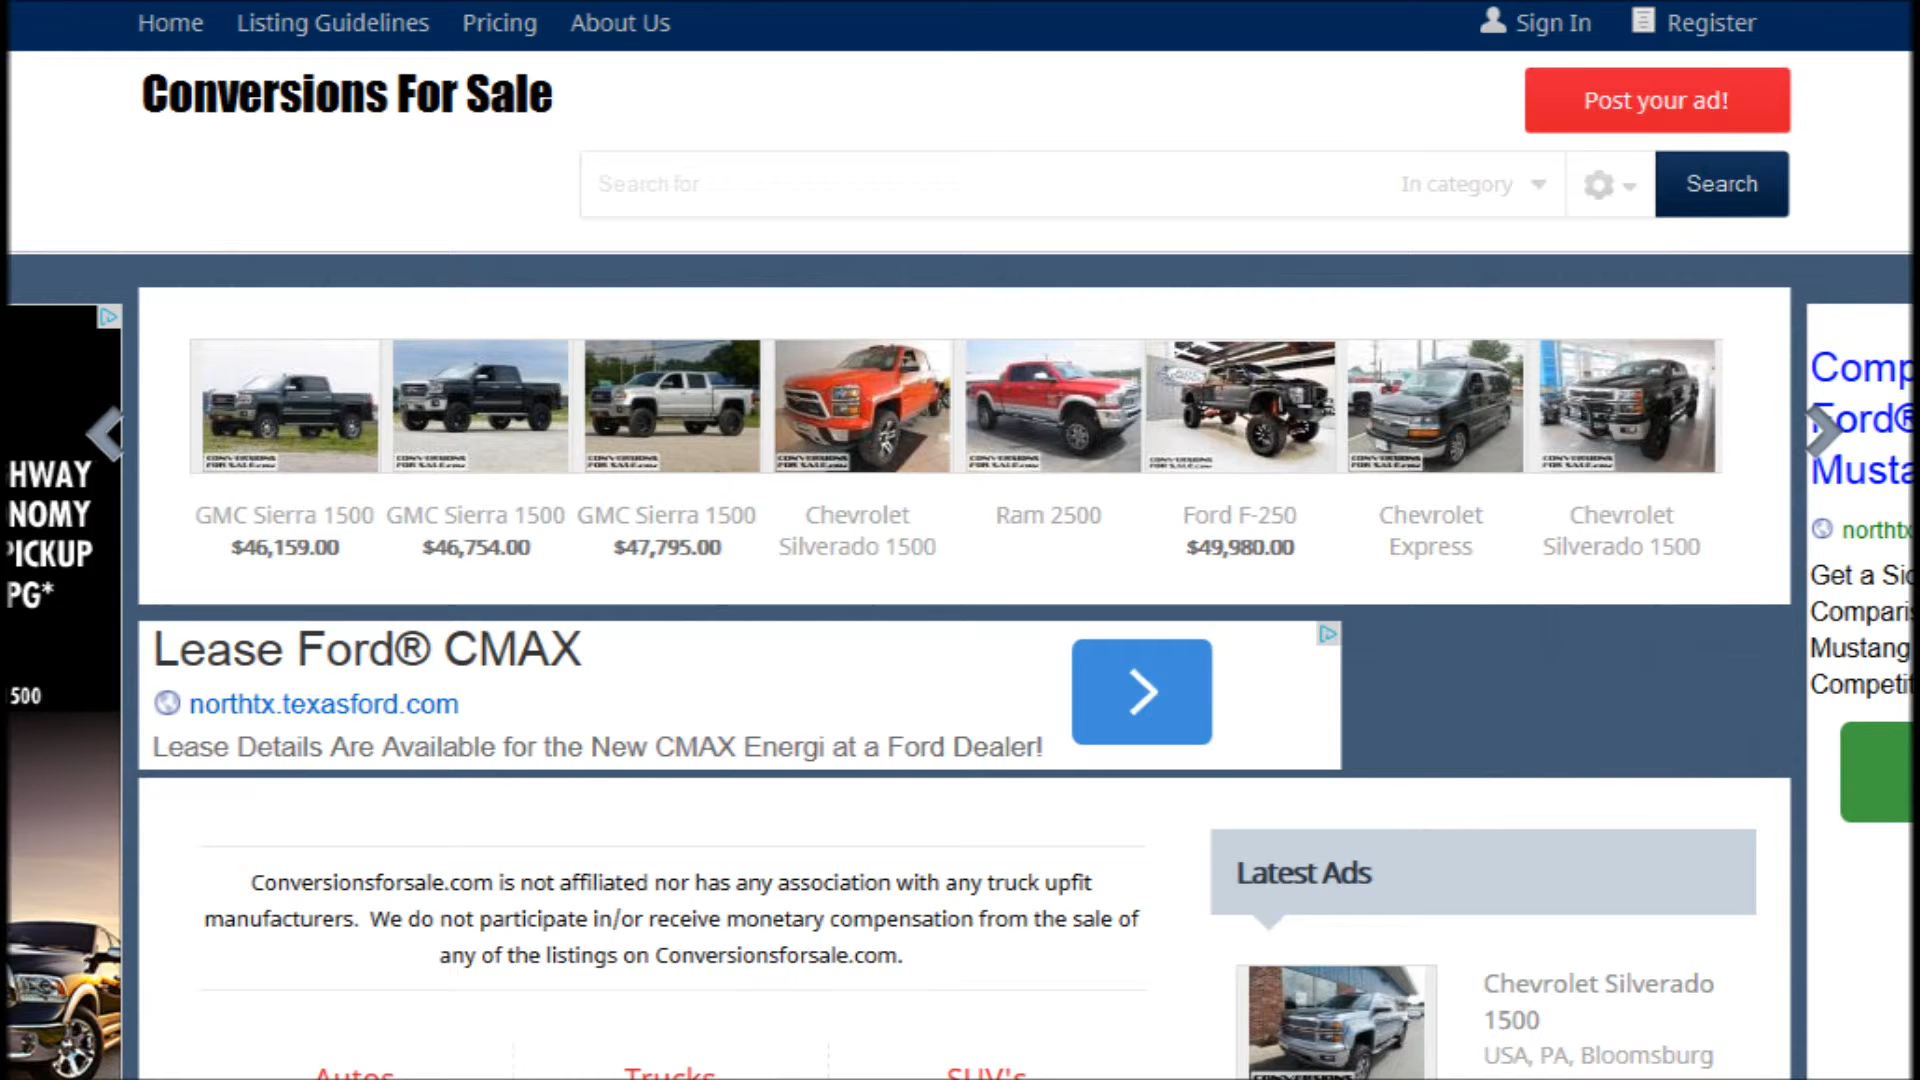 Home Listing Guidelines Pricing About Us Sign In Register
Conversions For Sale
Post your ad!
Search for In category Search
GMC Sierra 1500
$46,159.00
GMC Sierra 1500
$46,754.00
GMC Sierra 1500
$47,795.00
Chevrolet
Silverado 1500
Ram 2500
Ford F-250
$49,980.00
Chevrolet
Express
Chevrolet
Silverado 1500
HWAY
NOMY
PICKUP
PG*
500
Comp
Ford®
Musta
northtx
Get a Si
Compari
Mustang
Competit
Lease Ford® CMAX
northtx.texasford.com
Lease Details Are Available for the New CMAX Energi at a Ford Dealer!
Conversionsforsale.com is not affiliated nor has any association with any truck upfit
manufacturers. We do not participate in/or receive monetary compensation from the sale of
any of the listings on Conversionsforsale.com.
Latest Ads
Chevrolet Silverado
1500
USA, PA, Bloomsburg
Autos Trucks SUV's